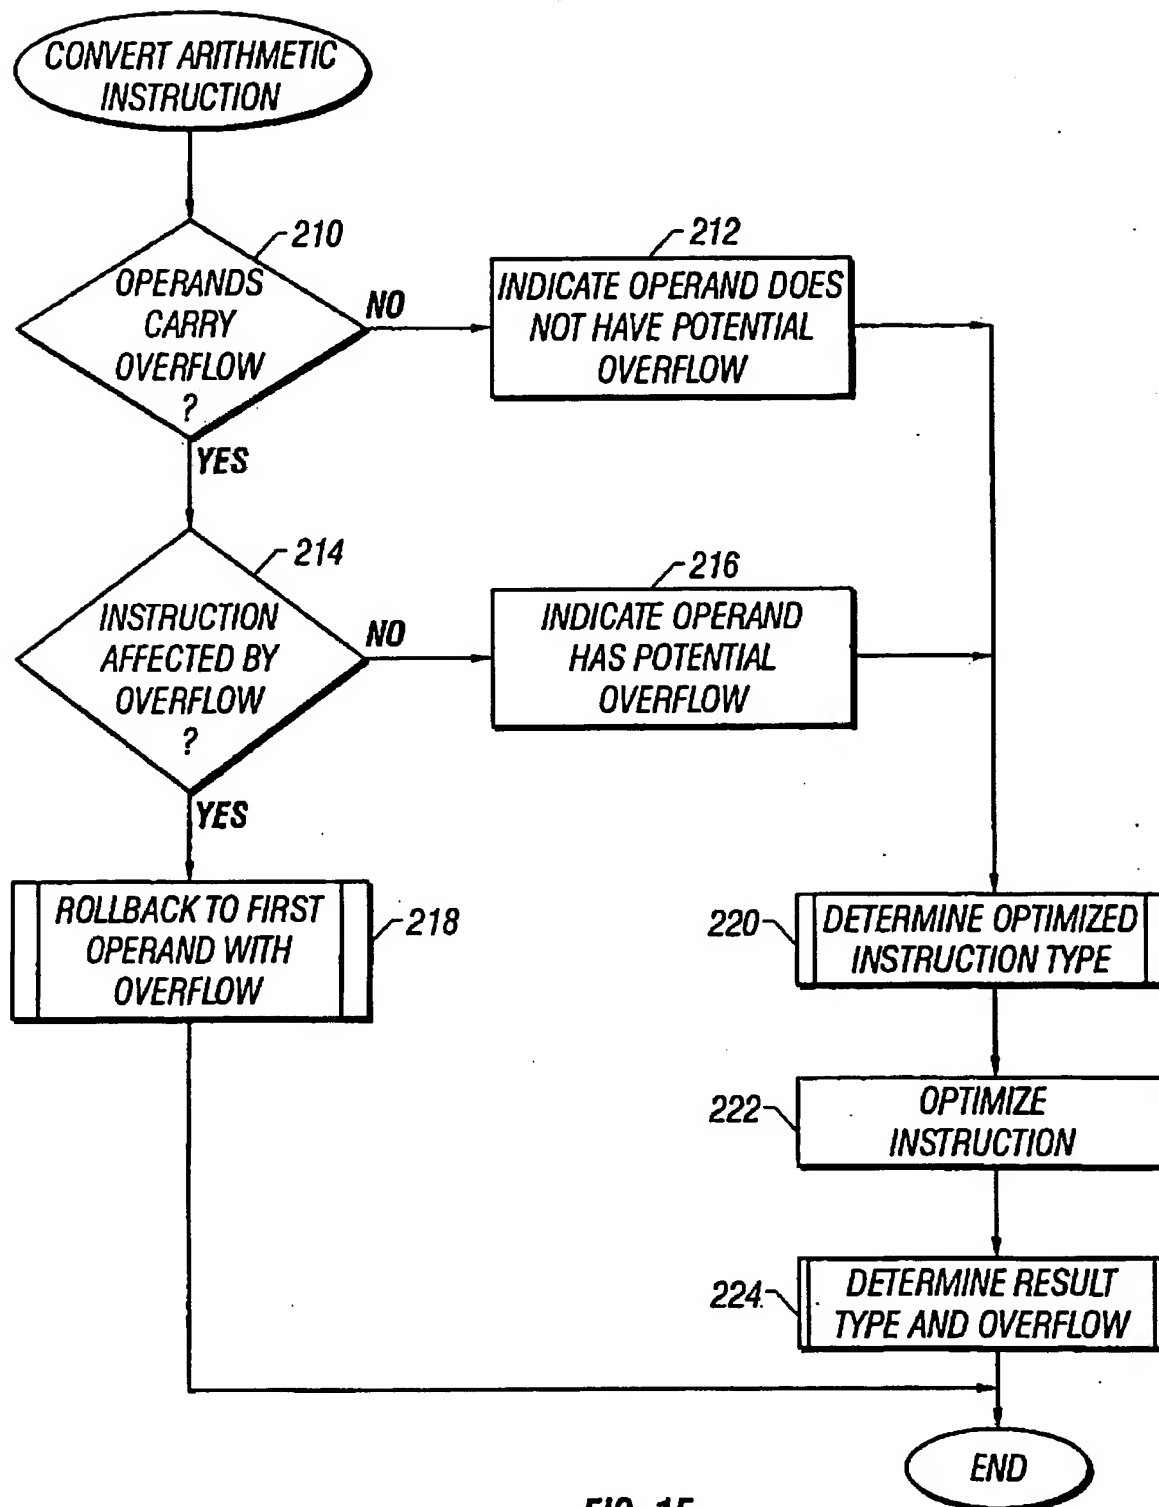 CONVERT ARITHMETIC
INSTRUCTION
210
OPERANDS
CARRY
OVERFLOW
?
NO
YES
212
INDICATE OPERAND DOES
NOT HAVE POTENTIAL
OVERFLOW
214
INSTRUCTION
AFFECTED BY
OVERFLOW
?
NO
YES
216
INDICATE OPERAND
HAS POTENTIAL
OVERFLOW
ROLLBACK TO FIRST
OPERAND WITH
OVERFLOW
218
220
DETERMINE OPTIMIZED
INSTRUCTION TYPE
222
OPTIMIZE
INSTRUCTION
224
DETERMINE RESULT
TYPE AND OVERFLOW
END